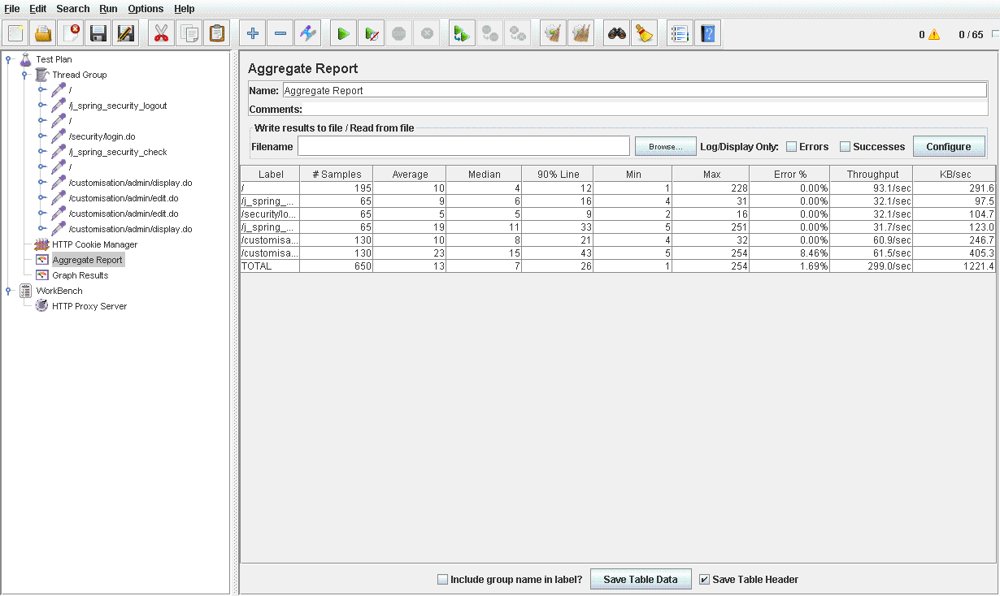 File Edit Search Run Options Help
0 0 / 65
Test Plan
Thread Group
/
/j_spring_security_logout
/
/security/login.do
/j_spring_security_check
/
/customisation/admin/display.do
/customisation/admin/edit.do
/customisation/admin/edit.do
/customisation/admin/display.do
HTTP Cookie Manager
Aggregate Report
Graph Results
WorkBench
HTTP Proxy Server
Aggregate Report
Name: Aggregate Report
Comments:
Write results to file / Read from file
Filename Browse... Log/Display Only: Errors Successes Configure
Label # Samples Average Median 90% Line Min Max Error % Throughput KB/sec
/ 195 10 4 12 1 228 0.00% 93.1/sec 291.6
/j_spring_... 65 9 6 16 4 31 0.00% 32.1/sec 97.5
/security/lo... 65 5 5 9 2 16 0.00% 32.1/sec 104.7
/j_spring_... 65 19 11 33 5 251 0.00% 31.7/sec 123.0
/customisa... 130 10 8 21 4 32 0.00% 60.9/sec 246.7
/customisa... 130 23 15 43 5 254 8.46% 61.5/sec 405.3
TOTAL 650 13 7 26 1 254 1.69% 299.0/sec 1221.4
Include group name in label? Save Table Data Save Table Header